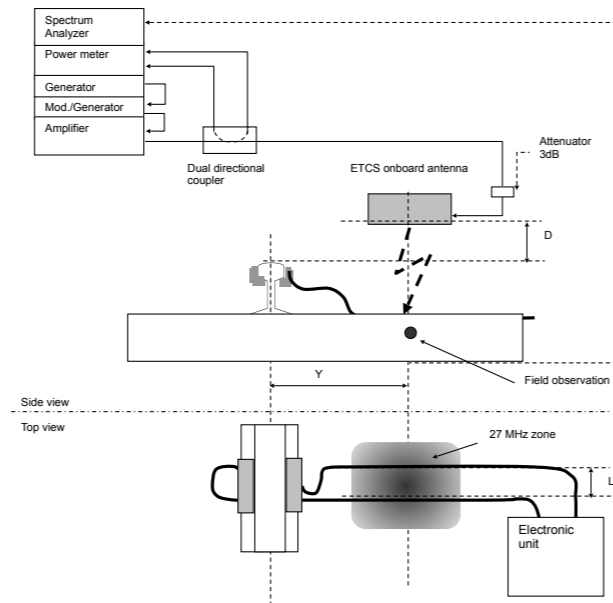 Spectrum
Analyzer
Power meter
Generator
Mod./Generator
Amplifier
Dual directional
coupler
ETCS onboard antenna
Attenuator
3dB
D
Y
Field observation
Side view
Top view
27 MHz zone
L
Electronic
unit